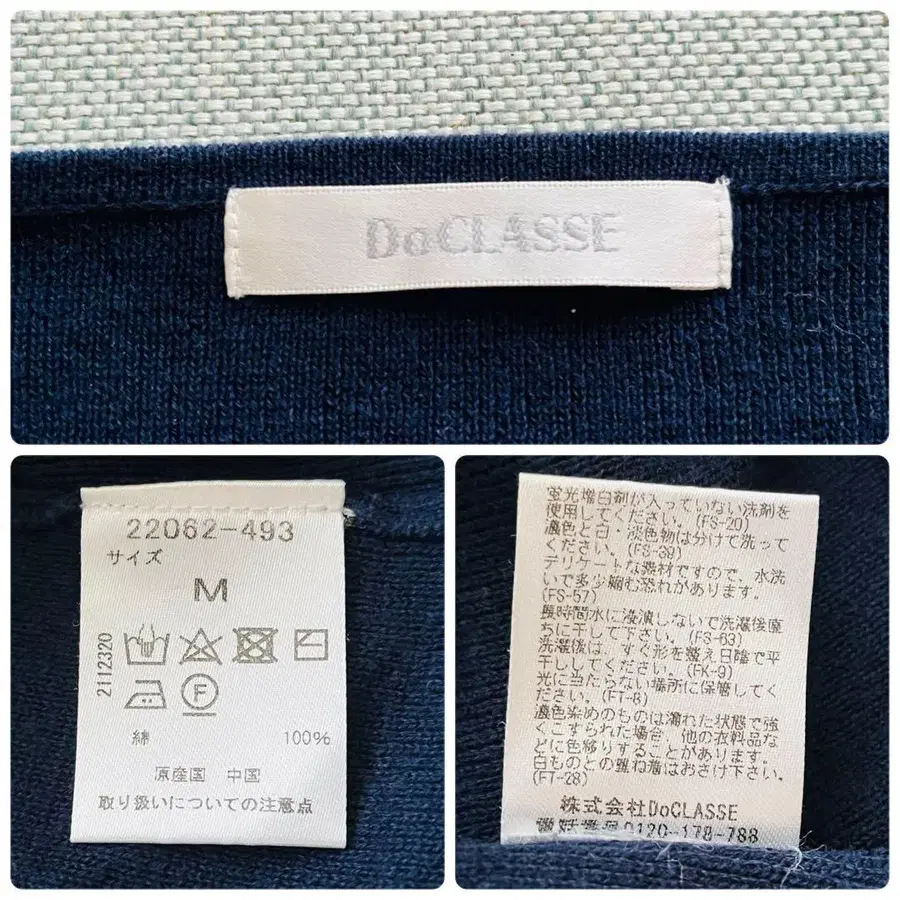 DoCLASSE
22062-493
サイズ
M
2112320
F
綿 100%
原産国 中国
取り扱いについての注意点
蛍光増白剤が入っていない洗剤を
使用してください。(FS-20)
濃色と白・淡色物は分けて洗って
ください。(FS-39)
デリケートな素材ですので、水洗
いで多少縮む恐れがあります。
(FS-57)
長時間水に浸漬しないで洗濯後直
ちに干して下さい。(FS-63)
洗濯後は、すぐ形を整え日陰で平
干ししてください。(FK-9)
光に当たらない場所に保管してく
ださい。(FT-8)
濃色染めのものは濡れた状態で強
くこすられた場合、他の衣料品な
どに色移りすることがあります。
白ものとの重ね着はおさけ下さい。
(FT-28)
株式会社DoCLASSE
電話番号0120-178-788